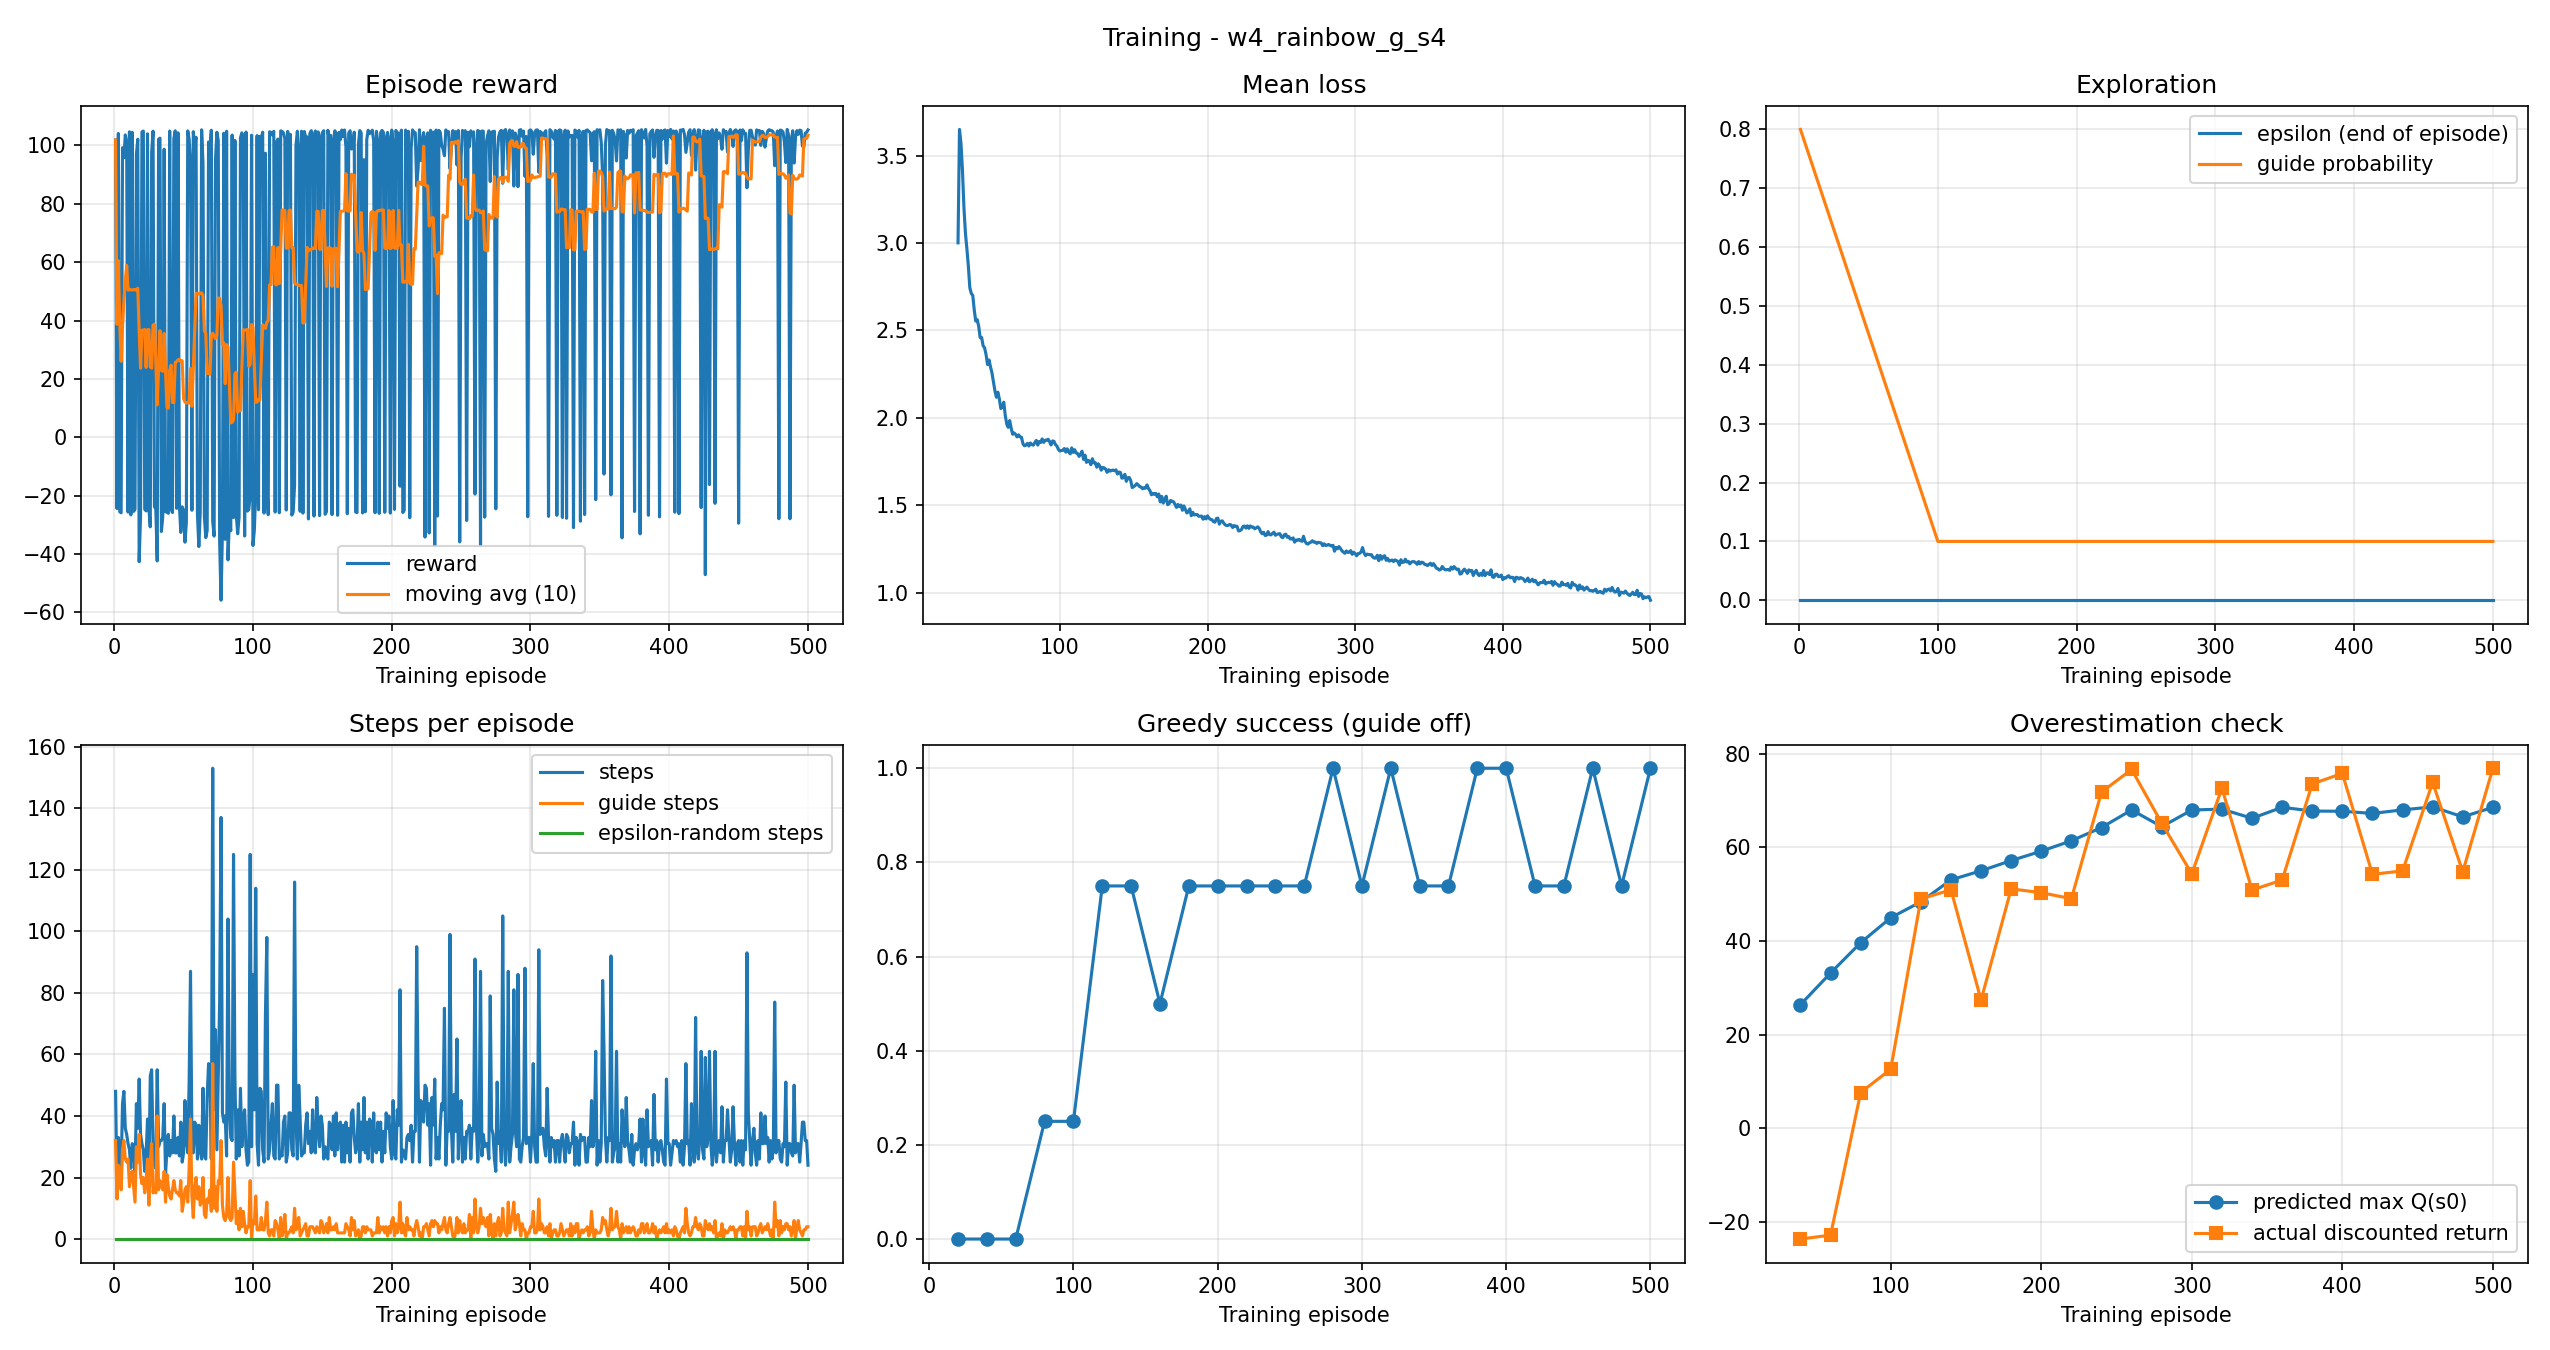 Training - w4_rainbow_g_s4
Episode reward
100
80
60
40
20
0
−20
−40
−60
reward
moving avg (10)
0 100 200 300 400 500
Training episode
Mean loss
3.5
3.0
2.5
2.0
1.5
1.0
100 200 300 400 500
Training episode
Exploration
0.8
0.7
0.6
0.5
0.4
0.3
0.2
0.1
0.0
epsilon (end of episode)
guide probability
0 100 200 300 400 500
Training episode
Steps per episode
160
140
120
100
80
60
40
20
0
steps
guide steps
epsilon-random steps
0 100 200 300 400 500
Training episode
Greedy success (guide off)
1.0
0.8
0.6
0.4
0.2
0.0
0 100 200 300 400 500
Training episode
Overestimation check
80
60
40
20
0
−20
predicted max Q(s0)
actual discounted return
100 200 300 400 500
Training episode